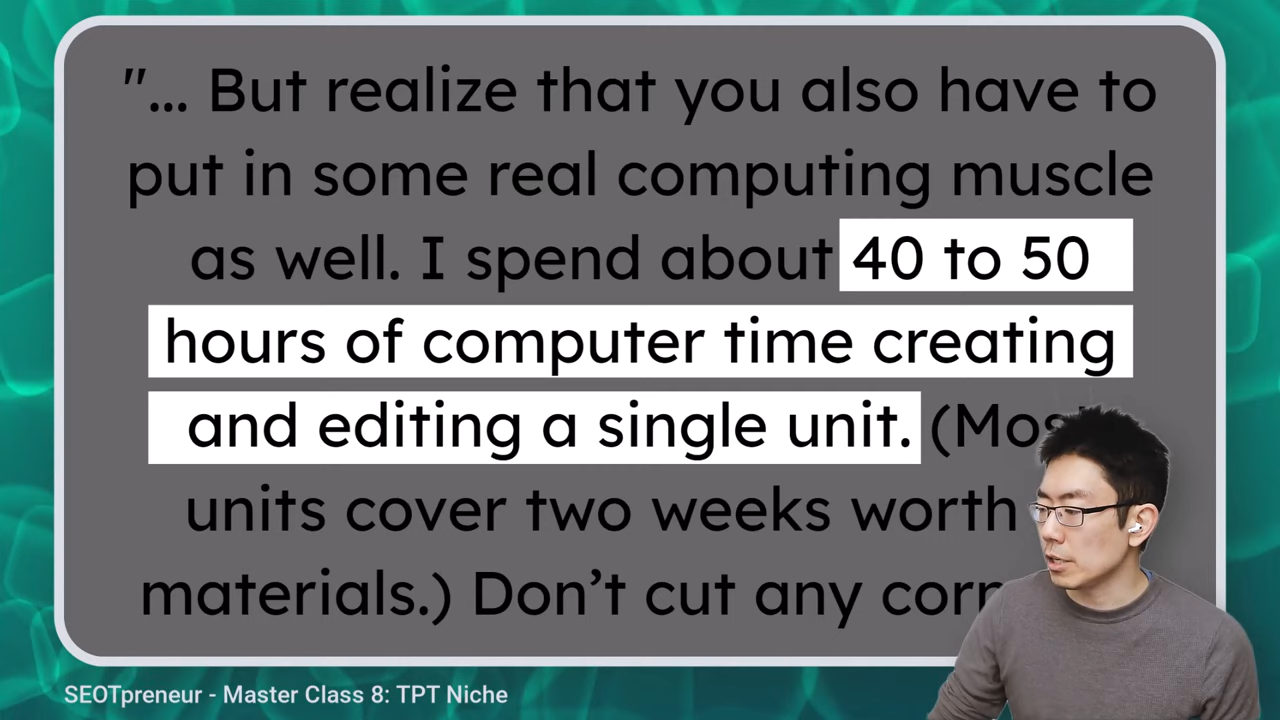 "... But realize that you also have to
put in some real computing muscle
as well. I spend about 40 to 50
hours of computer time creating
and editing a single unit. (Most
units cover two weeks worth
materials.) Don’t cut any
SEOTpreneur - Master Class 8: TPT Niche